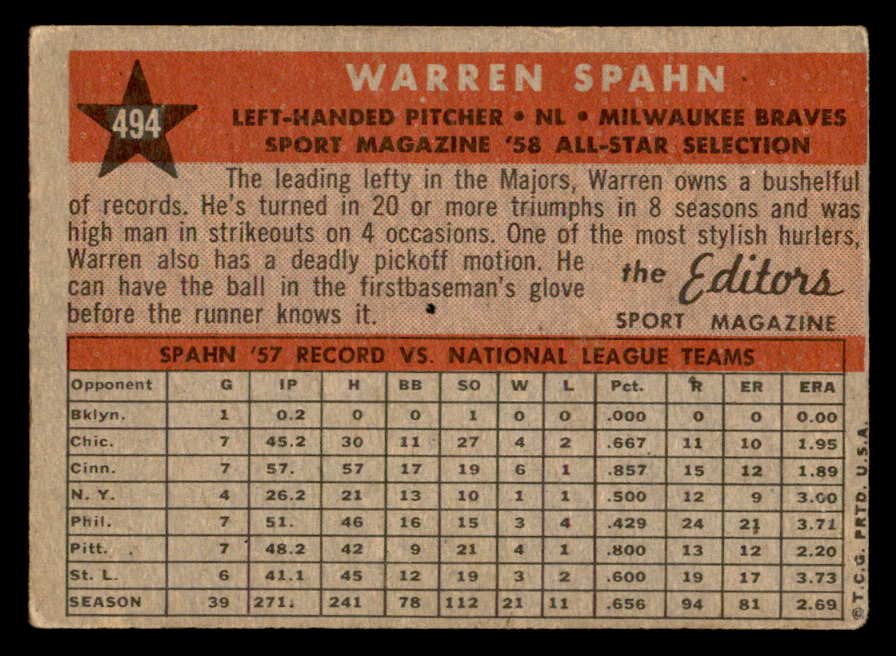 494
WARREN SPAHN
LEFT-HANDED PITCHER • NL • MILWAUKEE BRAVES
SPORT MAGAZINE '58 ALL-STAR SELECTION
The leading lefty in the Majors, Warren owns a bushelful
of records. He's turned in 20 or more triumphs in 8 seasons and was
high man in strikeouts on 4 occasions. One of the most stylish hurlers,
Warren also has a deadly pickoff motion. He
can have the ball in the firstbaseman's glove
before the runner knows it.
the Editors
SPORT MAGAZINE
SPAHN '57 RECORD VS. NATIONAL LEAGUE TEAMS
Opponent G IP H BB SO W L Pct. R ER ERA
Bklyn. 1 0.2 0 0 1 0 0 .000 0 0 0.00
Chic. 7 45.2 30 11 27 4 2 .667 11 10 1.95
Cinn. 7 57. 57 17 19 6 1 .857 15 12 1.89
N. Y. 4 26.2 21 13 10 1 1 .500 12 9 3.00
Phil. 7 51. 46 16 15 3 4 .429 24 21 3.71
Pitt. 7 48.2 42 9 21 4 1 .800 13 12 2.20
St. L. 6 41.1 45 12 19 3 2 .600 19 17 3.73
SEASON 39 271. 241 78 112 21 11 .656 94 81 2.69
©T.C.G. PRTD. U.S.A.